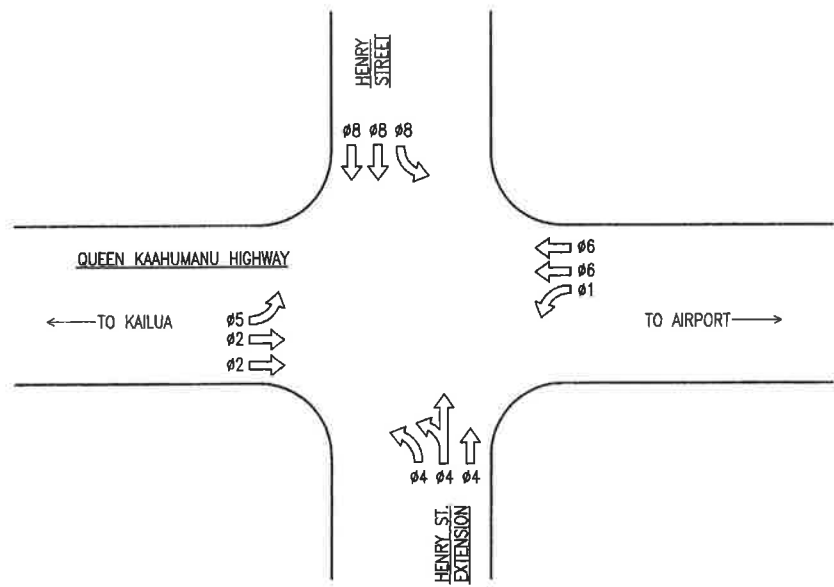 HENRY
STREET
ø8 ø8 ø8
QUEEN KAAHUMANU HIGHWAY
ø6
ø6
ø1
TO KAILUA
ø5
ø2
ø2
TO AIRPORT
ø4 ø4 ø4
HENRY ST.
EXTENSION